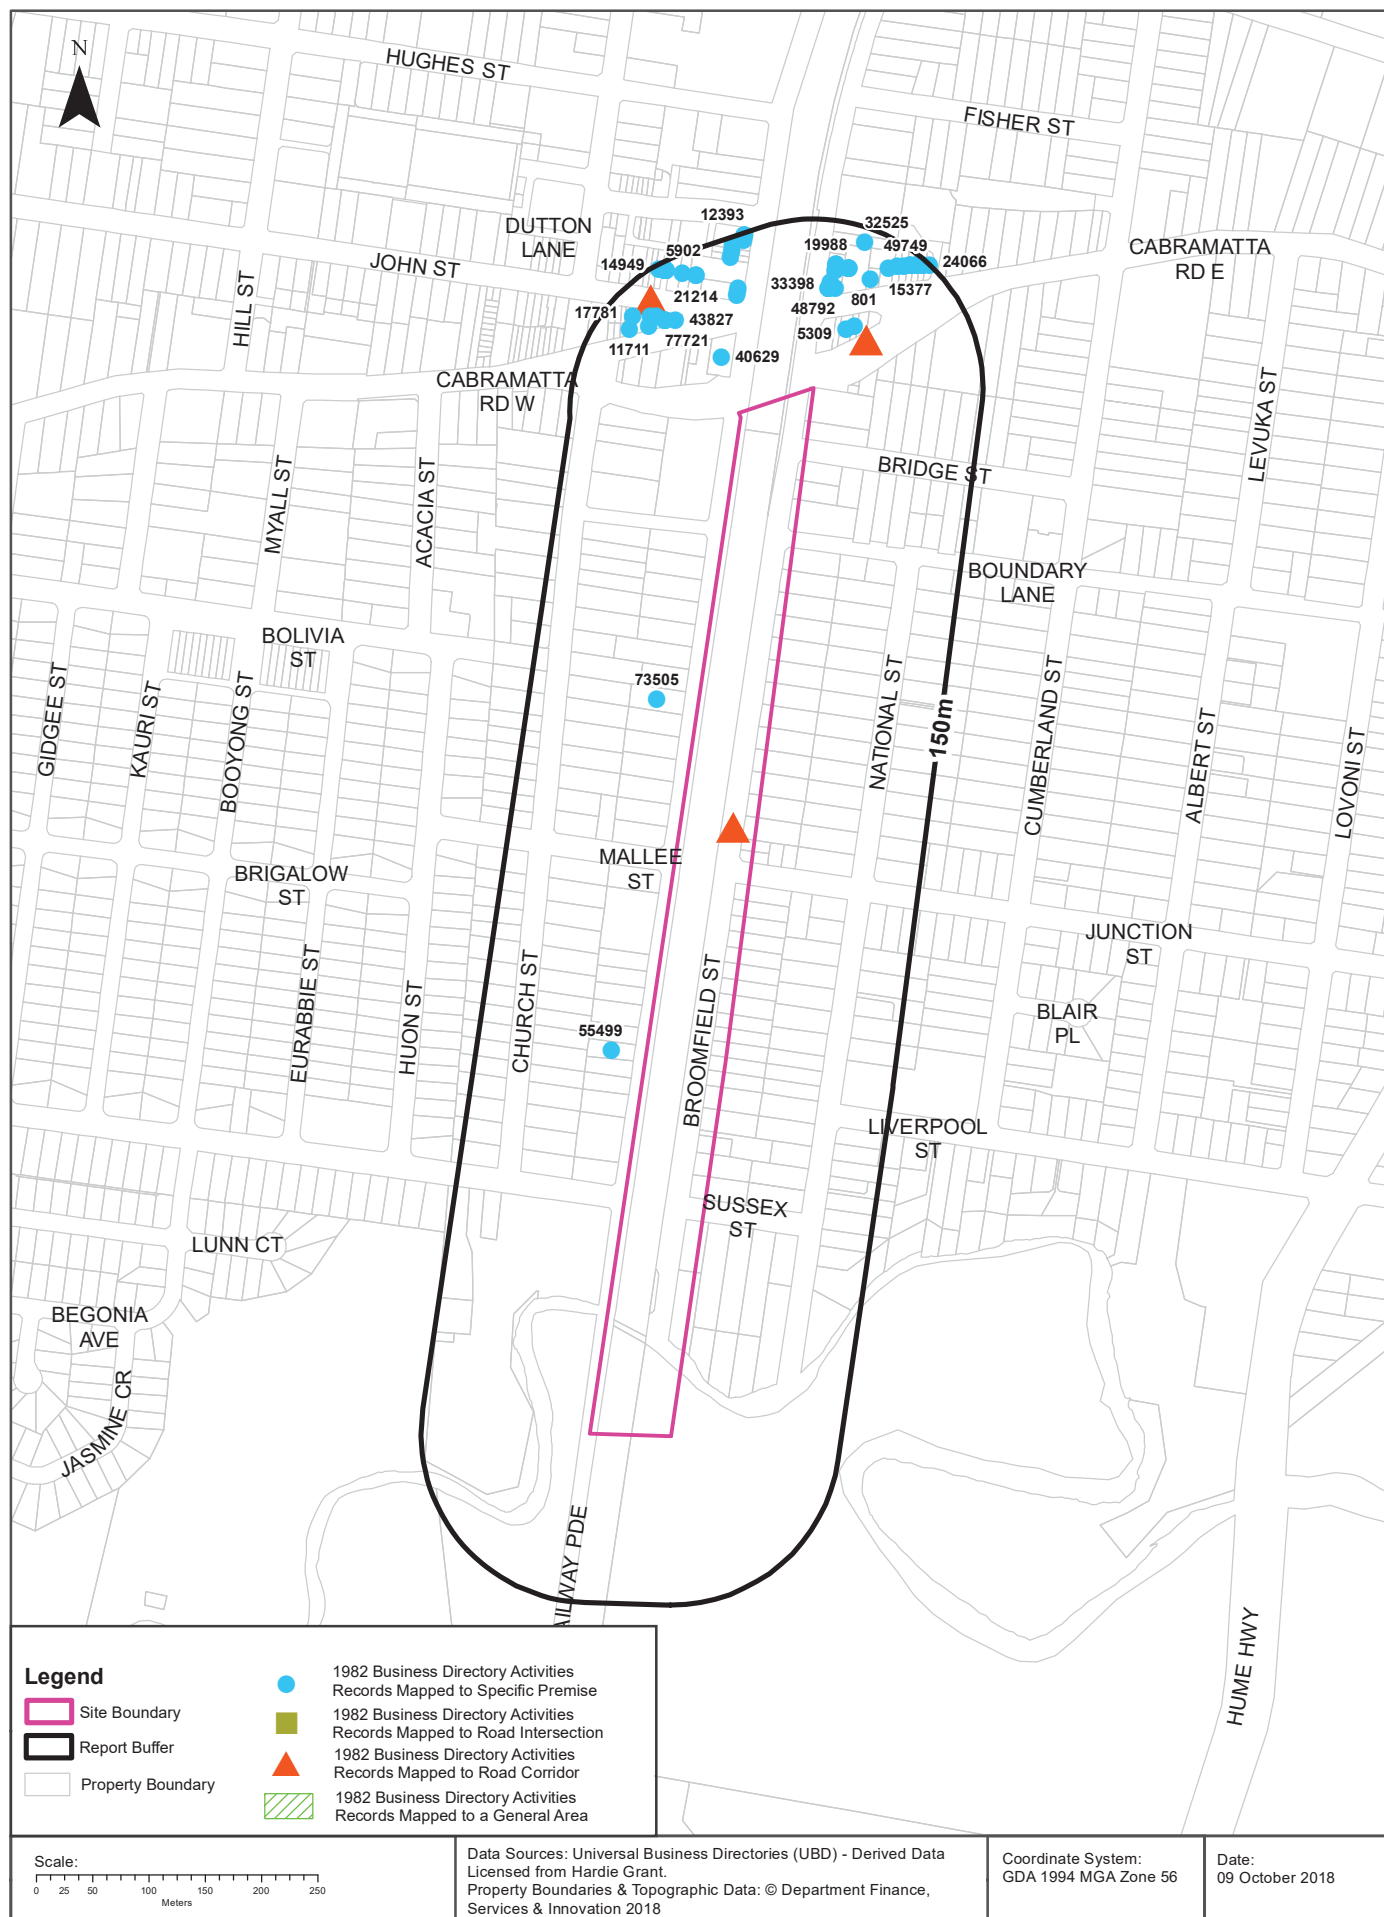 N
HUGHES ST
FISHER ST
12393
32525
DUTTON
LANE
5902
19988
49749
CABRAMATTA
RD E
14949
24066
JOHN ST
33398
15377
HILL ST
21214
801
17781
48792
43827
5309
11711
77721
40629
CABRAMATTA
RD W
LEVUKA ST
BRIDGE ST
MYALL ST
ACACIA ST
BOUNDARY
LANE
BOLIVIA
ST
73505
GIDGEE ST
KAURI ST
BOOYONG ST
NATIONAL ST
150m
CUMBERLAND ST
ALBERT ST
LOVONI ST
MALLEE
ST
BRIGALOW
ST
JUNCTION
ST
EURABBIE ST
HUON ST
CHURCH ST
BROOMFIELD ST
BLAIR
PL
55499
LIVERPOOL
ST
SUSSEX
ST
LUNN CT
BEGONIA
AVE
JASMINE CR
AILWAY PDE
HUME HWY
Legend
Site Boundary
Report Buffer
Property Boundary
1982 Business Directory Activities
Records Mapped to Specific Premise
1982 Business Directory Activities
Records Mapped to Road Intersection
1982 Business Directory Activities
Records Mapped to Road Corridor
1982 Business Directory Activities
Records Mapped to a General Area
Scale:
0 25 50 100 150 200 250
Meters
Data Sources: Universal Business Directories (UBD) - Derived Data
Licensed from Hardie Grant.
Property Boundaries & Topographic Data: © Department Finance,
Services & Innovation 2018
Coordinate System:
GDA 1994 MGA Zone 56
Date:
09 October 2018